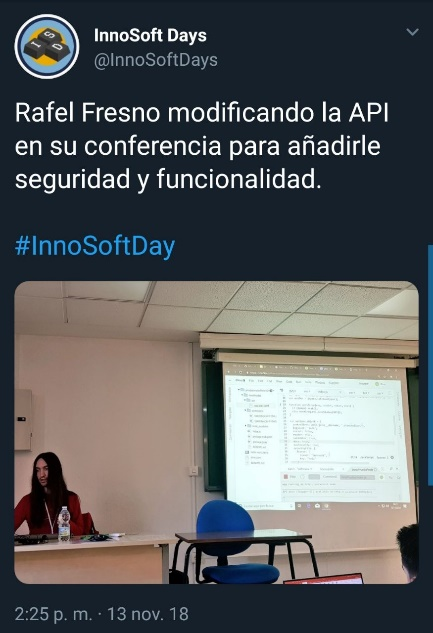 InnoSoft Days
@InnoSoftDays
Rafel Fresno modificando la API
en su conferencia para añadirle
seguridad y funcionalidad.
#InnoSoftDay
2:25 p. m. · 13 nov. 18